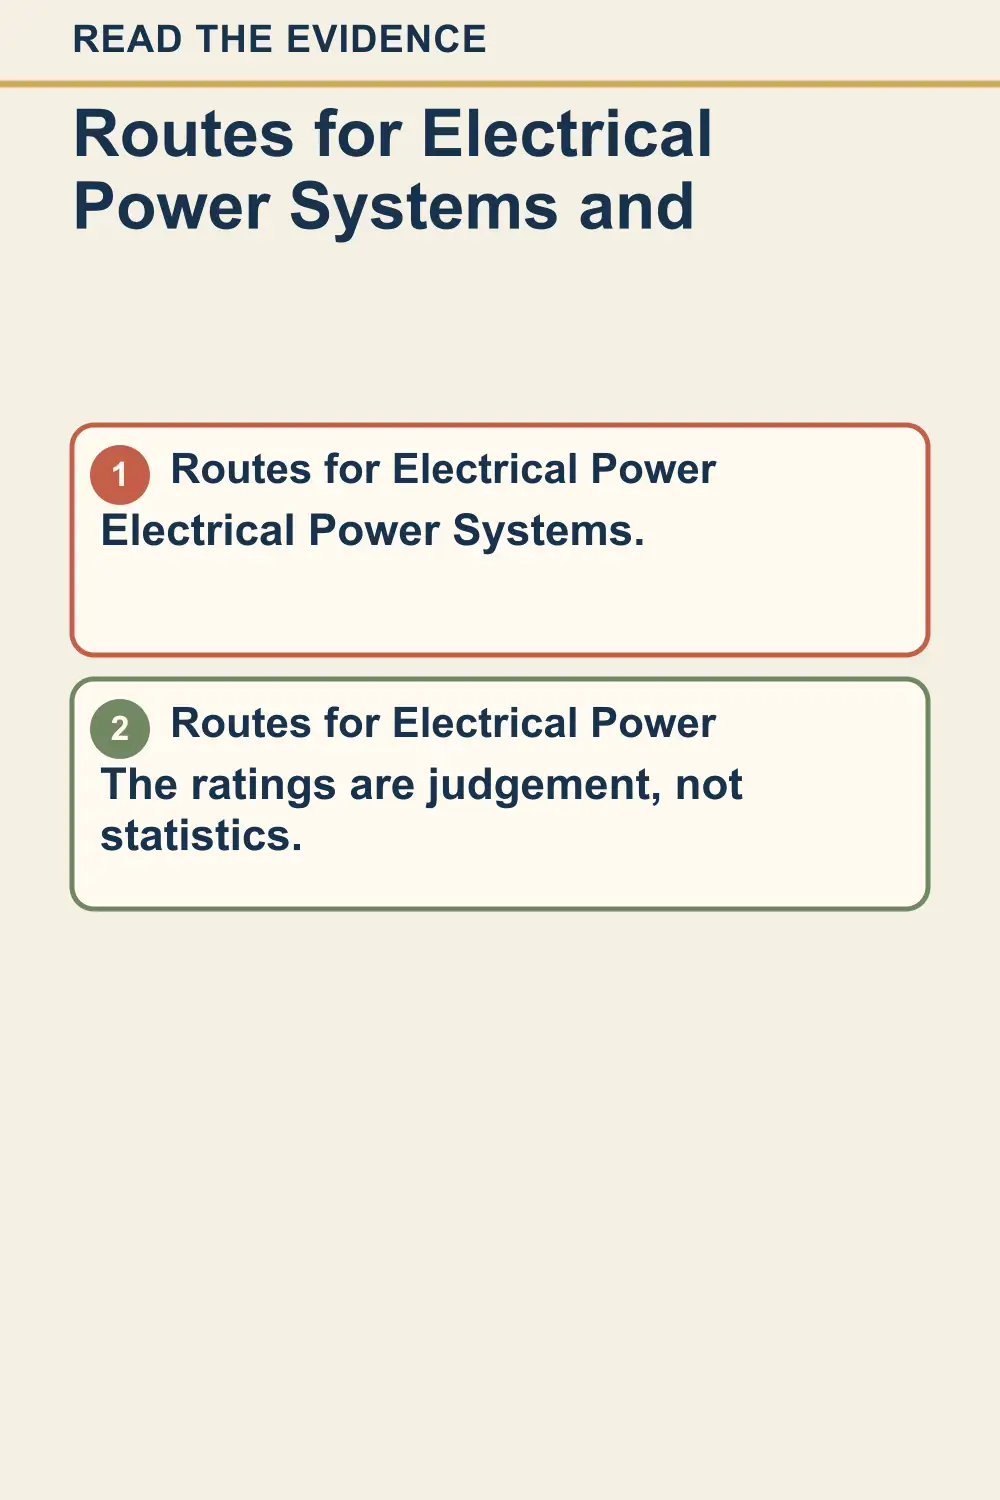 READ THE EVIDENCE
Routes for Electrical
Power Systems and
1 Routes for Electrical Power
Electrical Power Systems.
2 Routes for Electrical Power
The ratings are judgement, not
statistics.